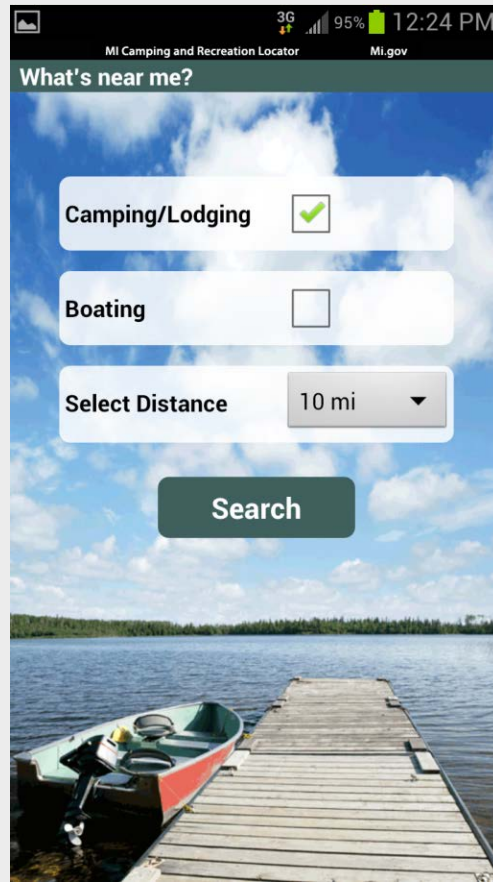 3G 95% 12:24 PM
MI Camping and Recreation Locator Mi.gov
What's near me?
Camping/Lodging
Boating
Select Distance 10 mi
Search